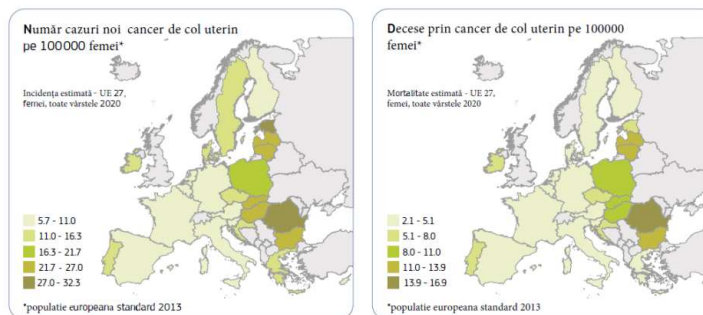 Număr cazuri noi cancer de col uterin
pe 100000 femei*
Incidența estimată - UE 27,
femei, toate vârstele 2020
5.7 - 11.0
11.0 - 16.3
16.3 - 21.7
21.7 - 27.0
27.0 - 32.3
*populatie europeana standard 2013
Decese prin cancer de col uterin pe 100000
femei*
Mortalitate estimată - UE 27,
femei, toate vârstele 2020
2.1 - 5.1
5.1 - 8.0
8.0 - 11.0
11.0 - 13.9
13.9 - 16.9
*populatie europeana standard 2013